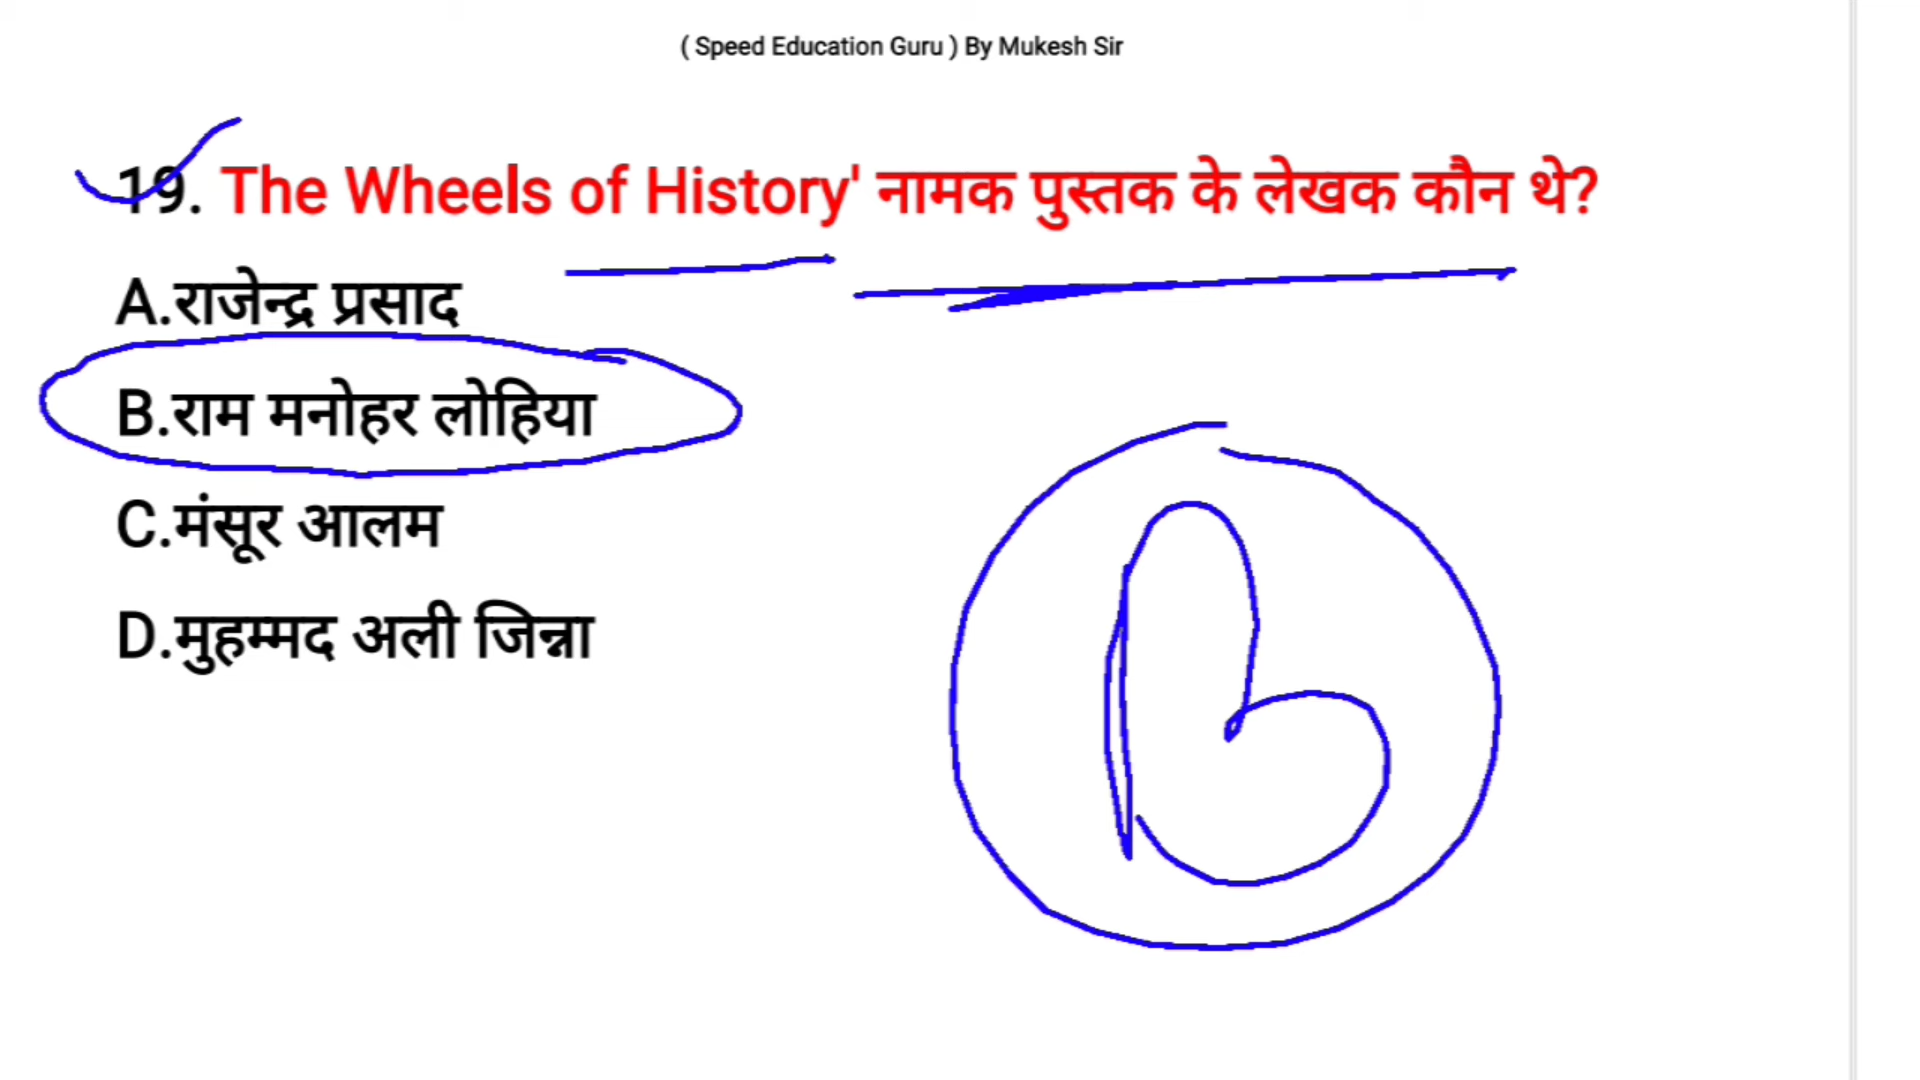 ( Speed Education Guru ) By Mukesh Sir
19. The Wheels of History' नामक पुस्तक के लेखक कौन थे?
A.राजेन्द्र प्रसाद
B.राम मनोहर लोहिया
C.मंसूर आलम
D.मुहम्मद अली जिन्ना
B